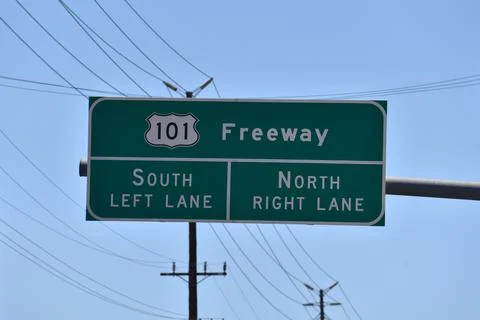 101 Freeway
SOUTH
LEFT LANE
NORTH
RIGHT LANE